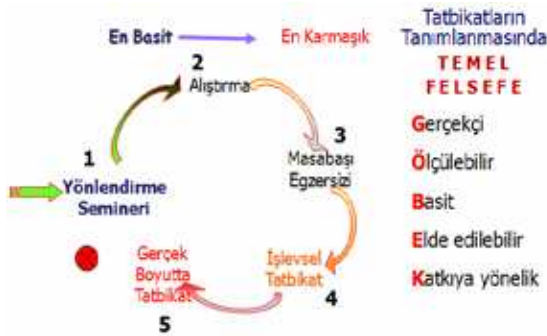 En Basit En Karmaşık
2
Alıştırma
3
Masabaşı
Egzersizi
1
Yönlendirme
Semineri
Gerçek
Boyutta
Tatbikat
5
İşlevsel
Tatbikat
4
Tatbikatların
Tanımlanmasında
TEMEL
FELSEFE
Gerçekçi
Ölçülebilir
Basit
Elde edilebilir
Katkıya yönelik